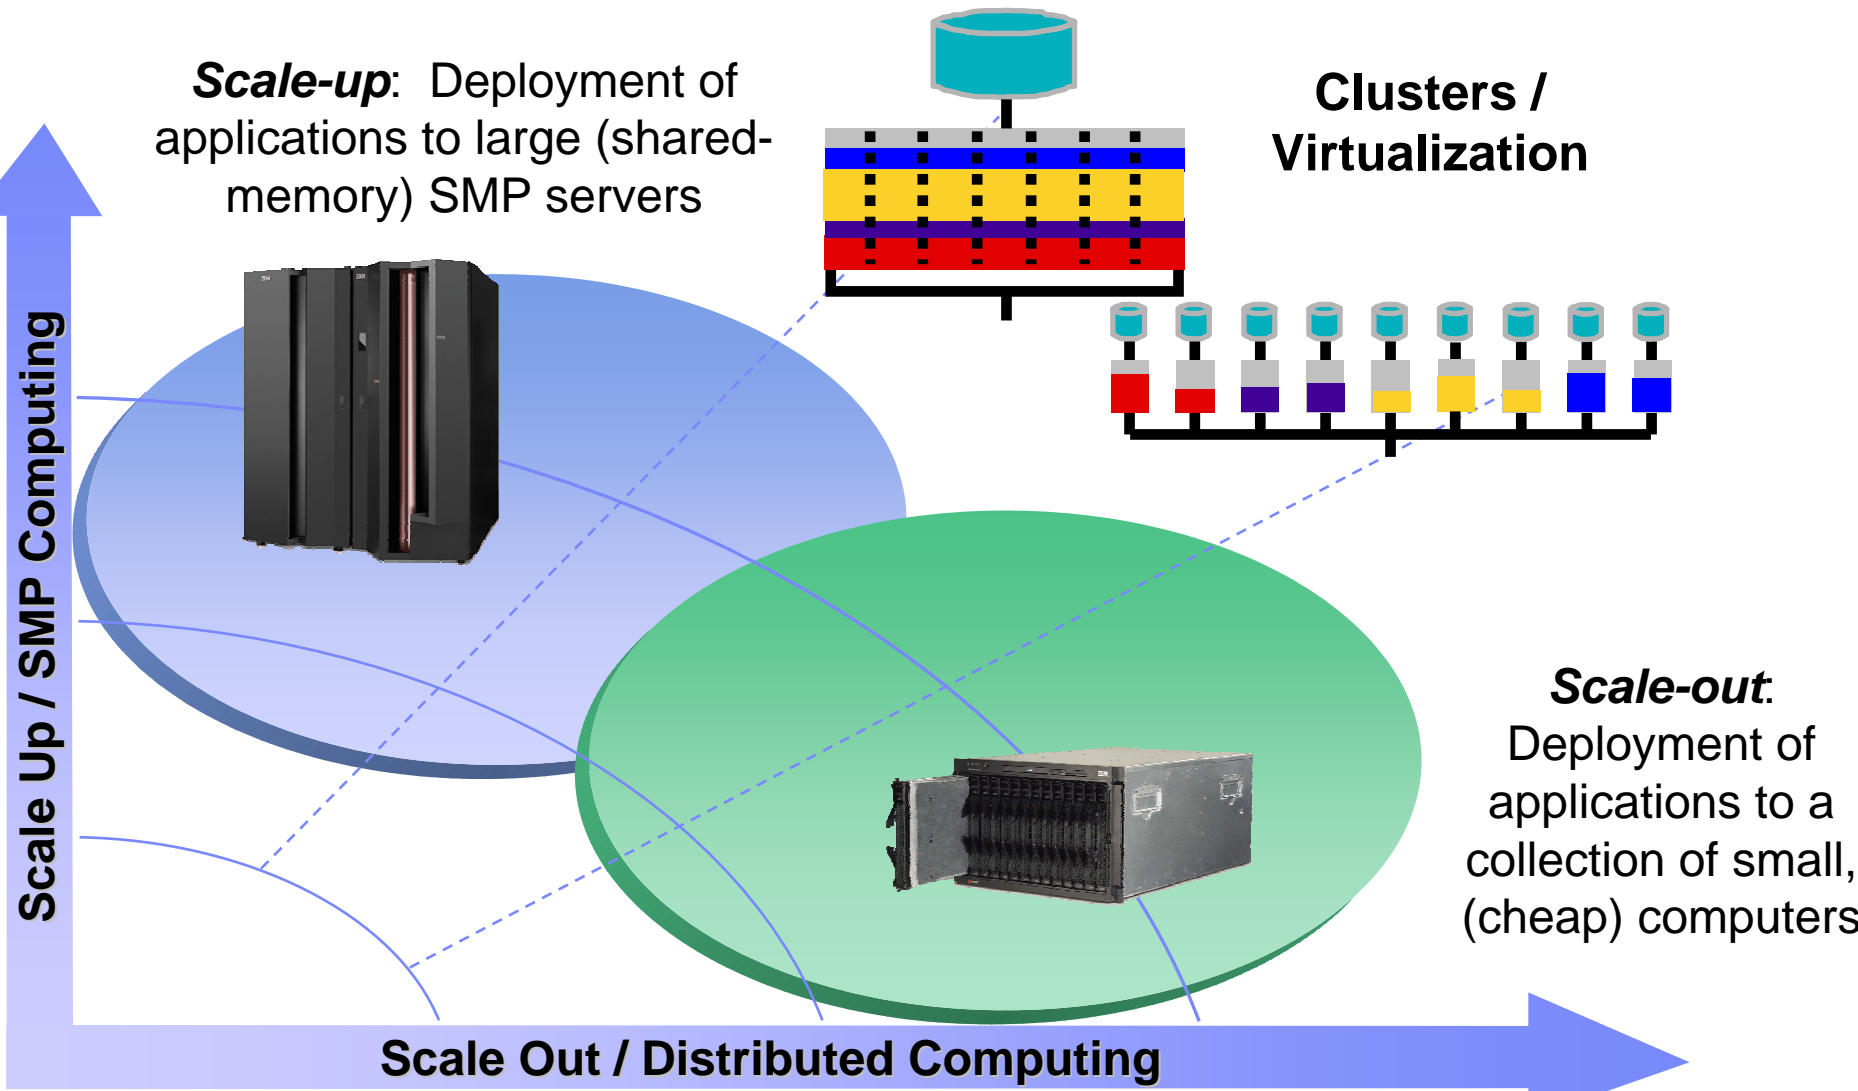 Scale-up: Deployment of
applications to large (shared-
memory) SMP servers
Clusters /
Virtualization
Scale Up / SMP Computing
Scale-out:
Deployment of
applications to a
collection of small,
(cheap) computers
Scale Out / Distributed Computing